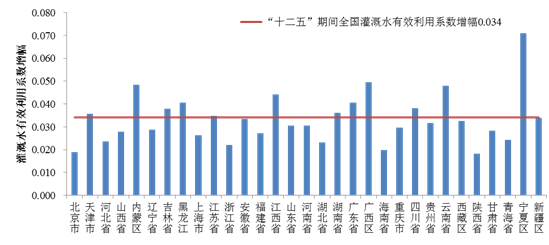 “十二五”期间全国灌溉水有效利用系数增幅0.034
灌溉水有效利用系数增幅
0.080
0.070
0.060
0.050
0.040
0.030
0.020
0.010
0.000
北京市
天津市
河北省
山西省
内蒙区
辽宁省
吉林省
黑龙江
上海市
江苏省
浙江省
安徽省
福建省
江西省
山东省
河南省
湖北省
湖南省
广东省
广西区
海南省
重庆市
四川省
贵州省
云南省
西藏区
陕西省
甘肃省
青海省
宁夏区
新疆区